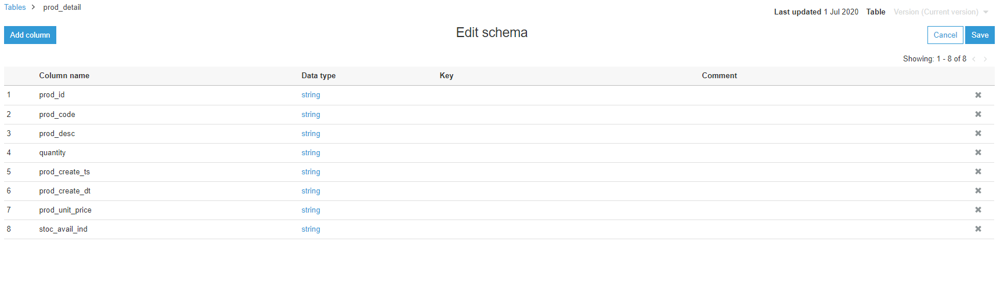 Tables > prod_detail
Last updated 1 Jul 2020 Table Version (Current version)
Add column Edit schema Cancel Save
Showing: 1 - 8 of 8 < >
Column name Data type Key Comment
1 prod_id string
2 prod_code string
3 prod_desc string
4 quantity string
5 prod_create_ts string
6 prod_create_dt string
7 prod_unit_price string
8 stoc_avail_ind string